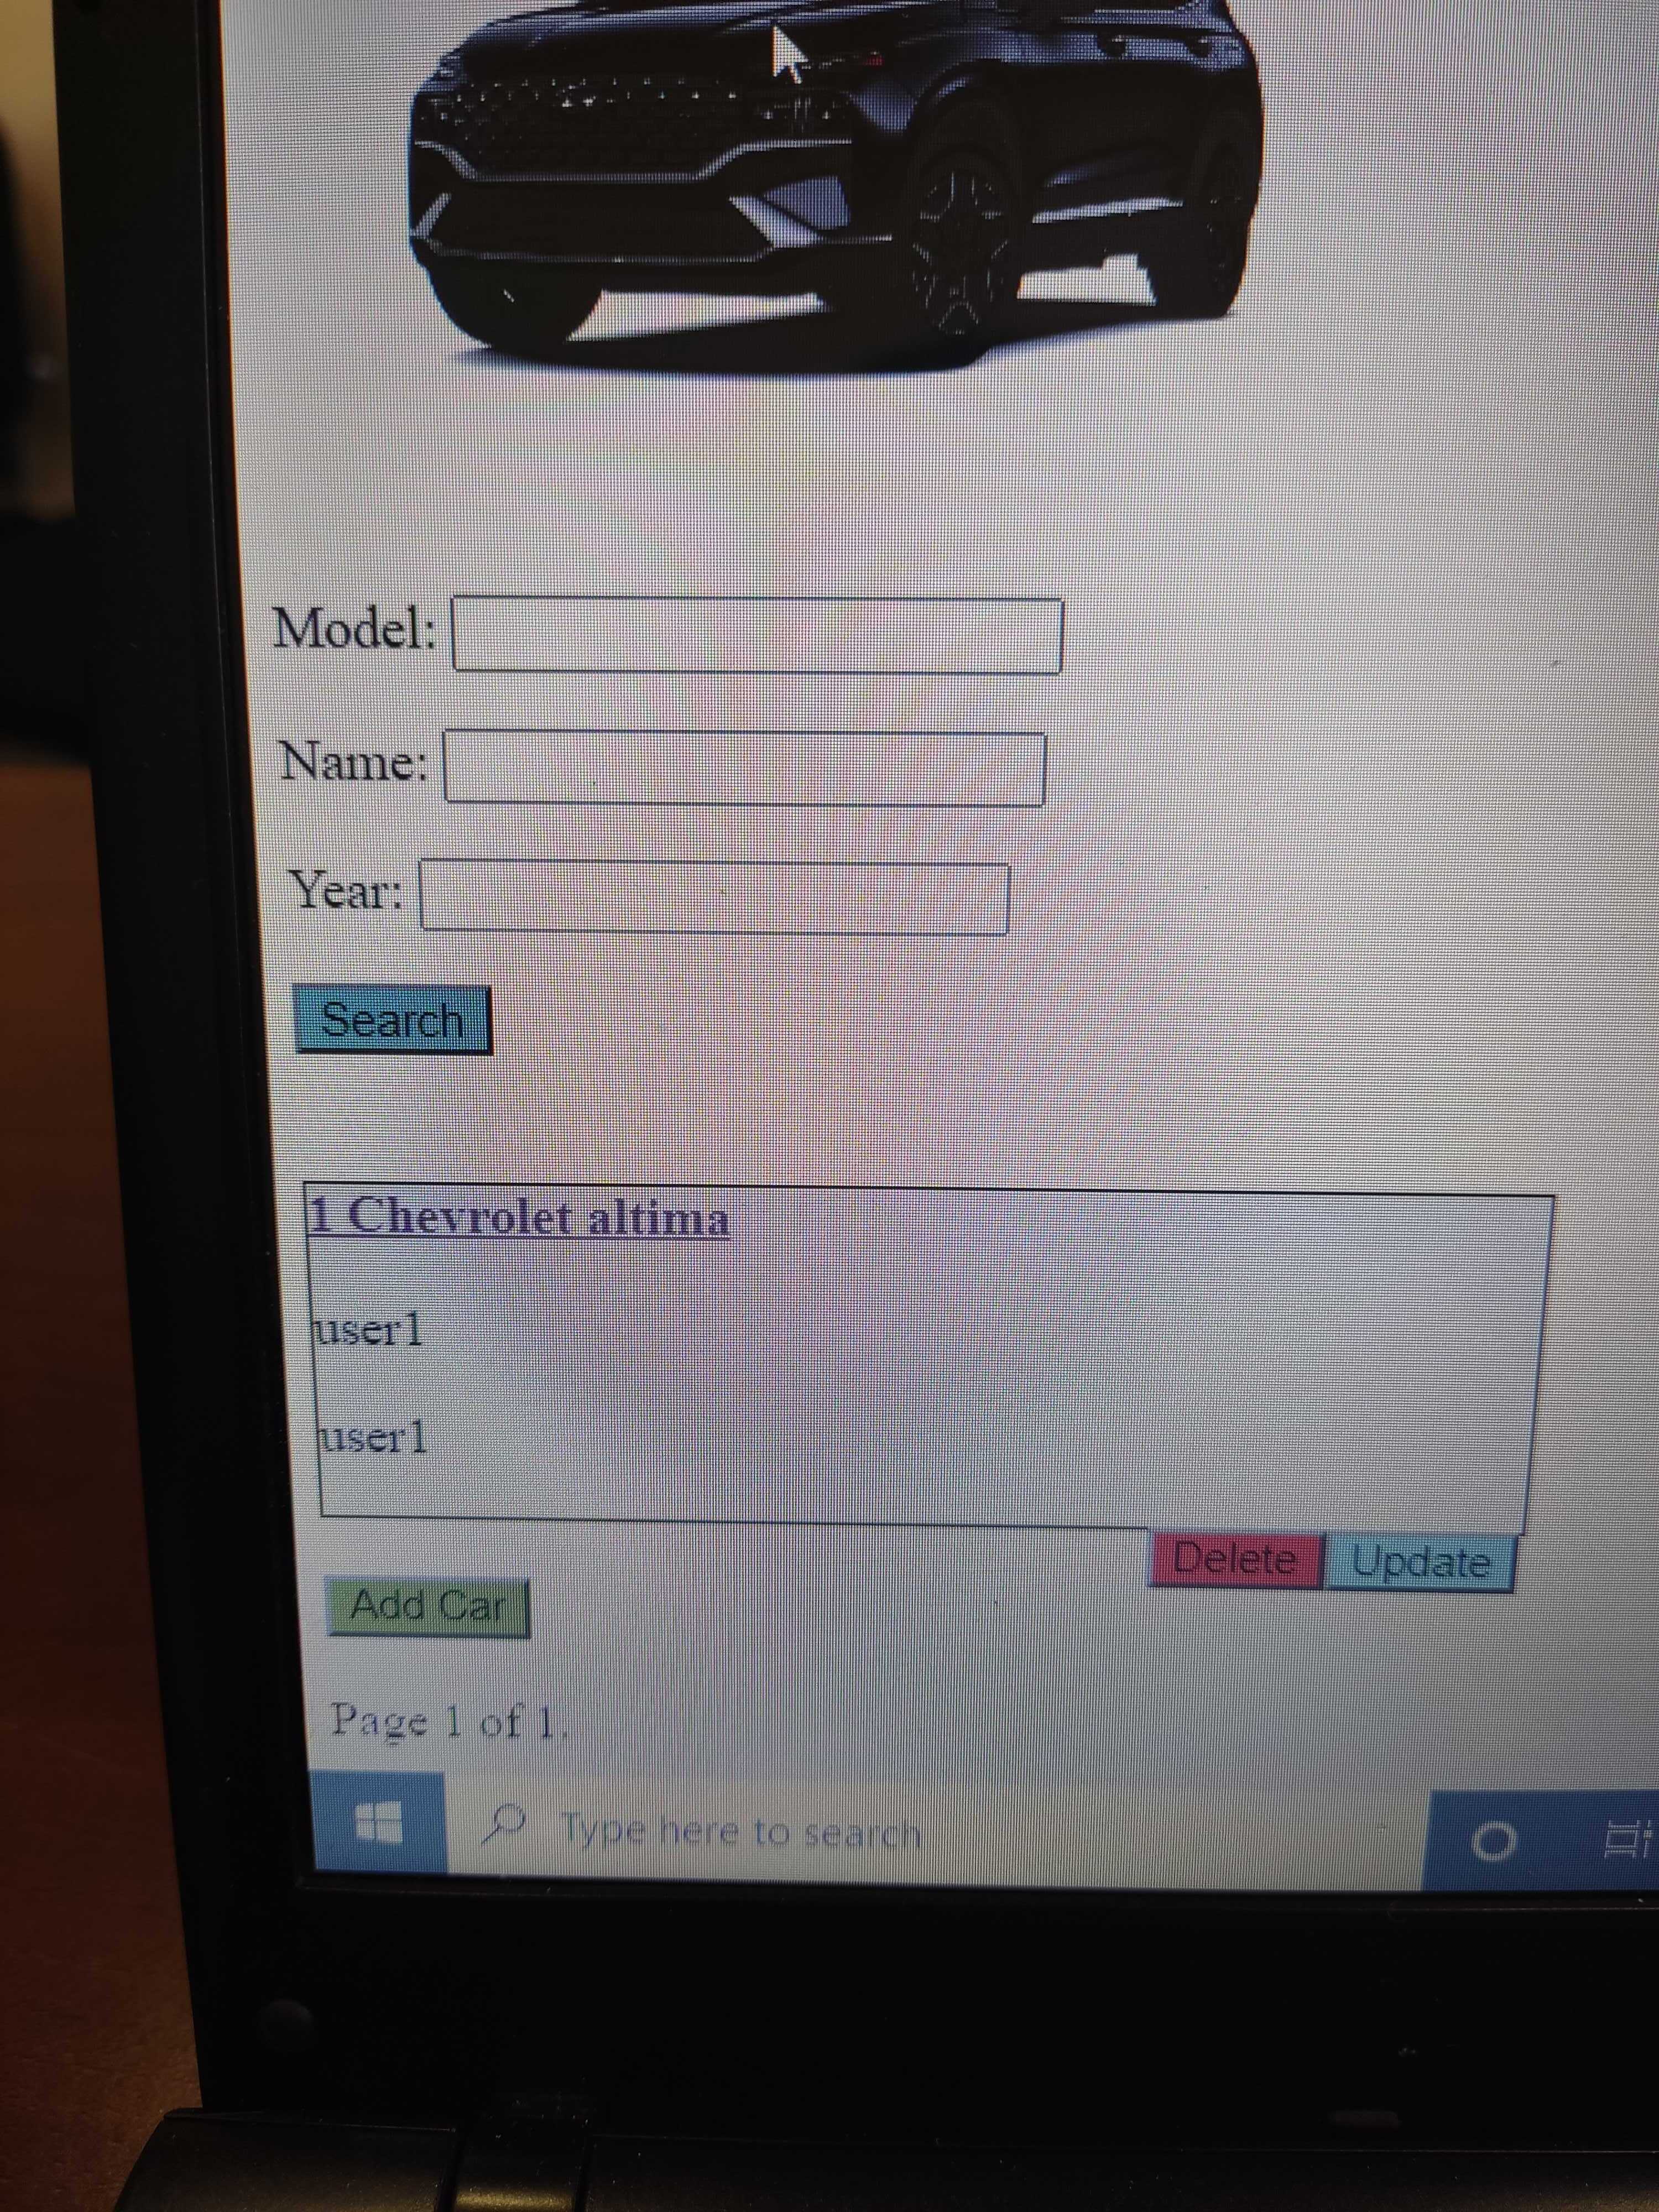 Model:
Name:
Year:
Search
1 Chevrolet altima
user1
user1
Delete Update
Add Car
Page 1 of 1.
Type here to search